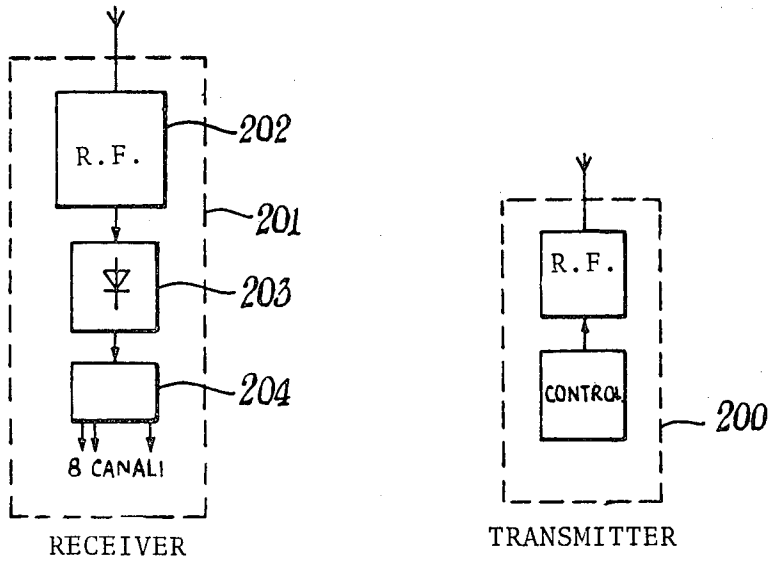 R.F.
202
201
203
204
8 CANALI
RECEIVER
R.F.
CONTROL
200
TRANSMITTER